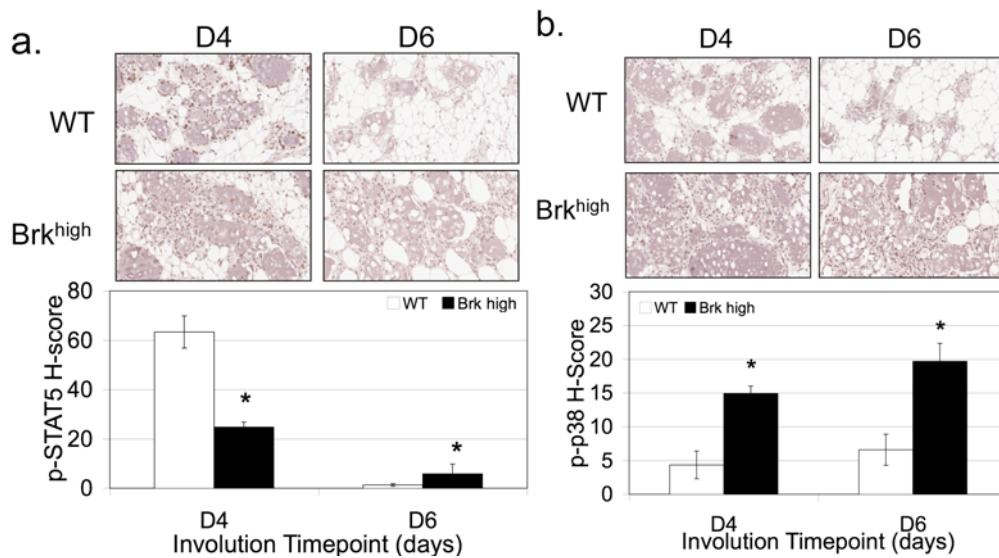 a.
D4 D6
WT
Brkhigh
80
60
40
20
0
p-STAT5 H-score
WT Brk high
*
*
D4 D6
Involution Timepoint (days)
b.
D4 D6
WT
Brkhigh
30
25
20
15
10
5
0
p-p38 H-Score
WT Brk high
*
*
D4 D6
Involution Timepoint (days)